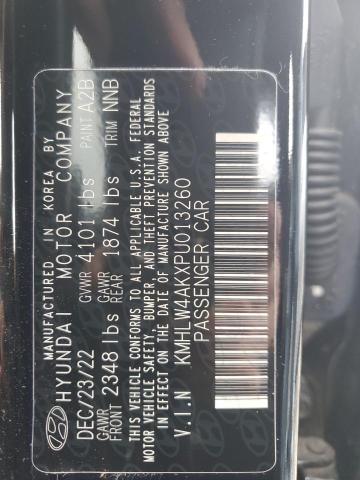 MANUFACTURED IN KOREA BY
HYUNDAI MOTOR COMPANY
DEC/23/22 GVWR 4101 lbs PAINT A2B
GAWR FRONT 2348 lbs GAWR REAR 1874 lbs TRIM NNB
THIS VEHICLE CONFORMS TO ALL APPLICABLE U.S.A. FEDERAL
MOTOR VEHICLE SAFETY, BUMPER, AND THEFT PREVENTION STANDARDS
IN EFFECT ON THE DATE OF MANUFACTURE SHOWN ABOVE
V.I.N KMHLW4AKXPU013260
PASSENGER CAR